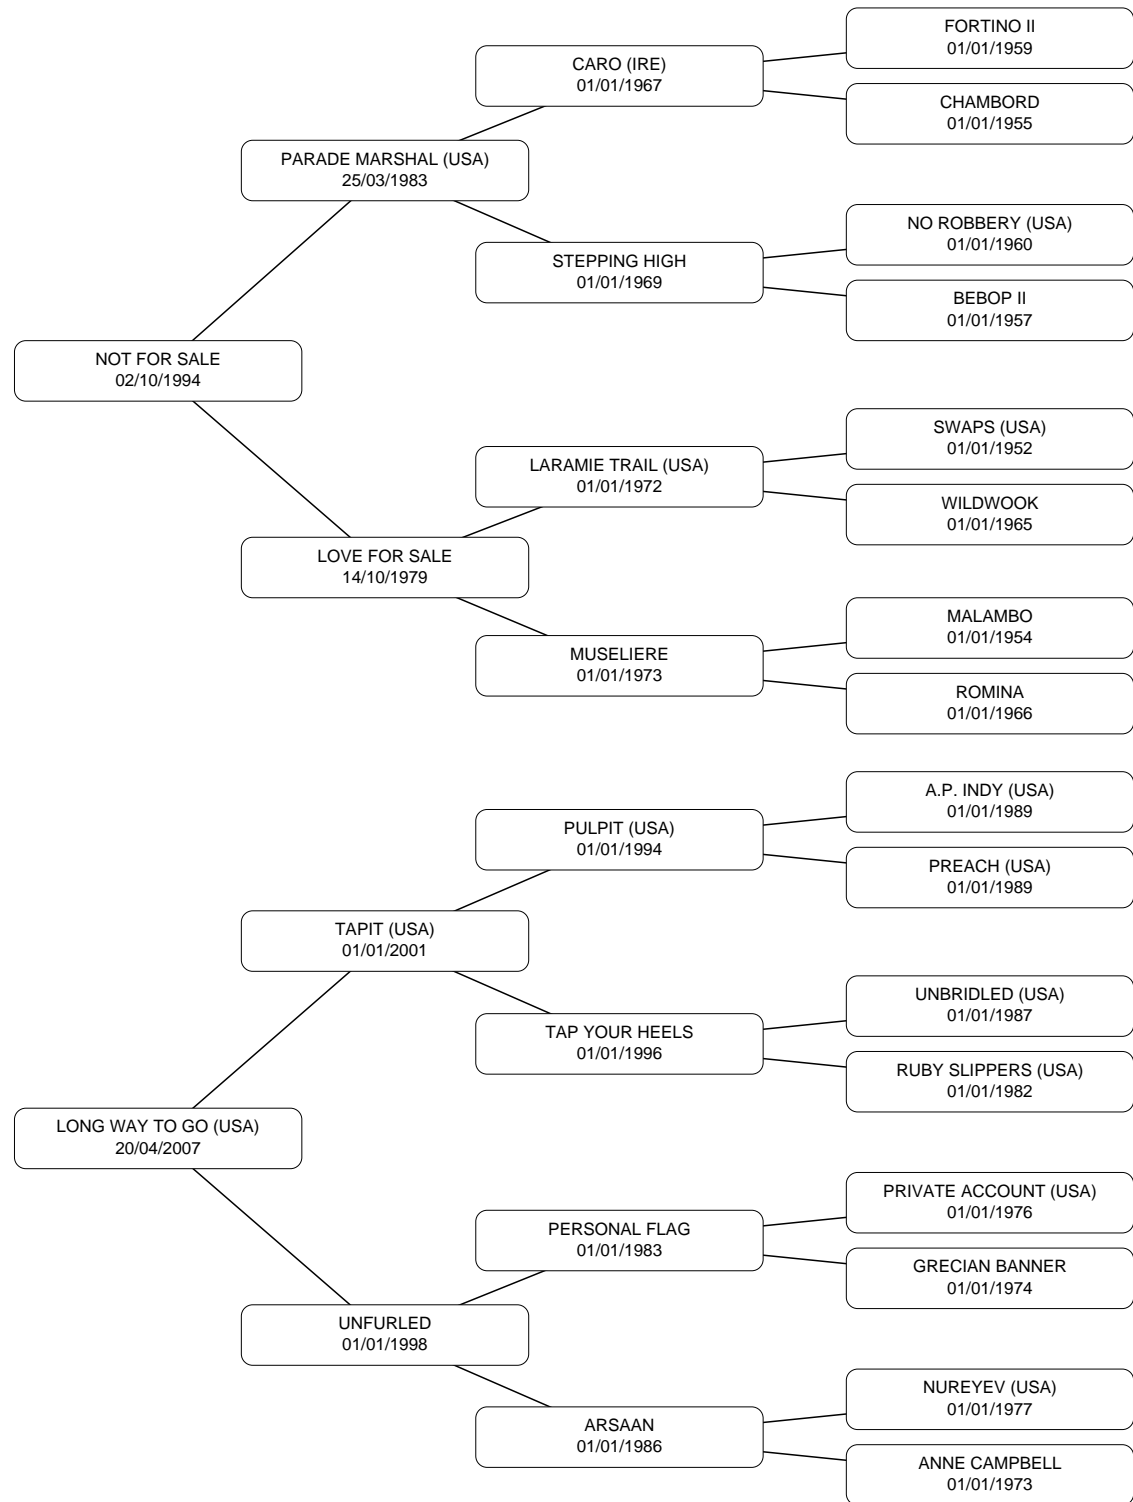 FORTINO II
01/01/1959
CARO (IRE)
01/01/1967
CHAMBORD
01/01/1955
PARADE MARSHAL (USA)
25/03/1983
NO ROBBERY (USA)
01/01/1960
STEPPING HIGH
01/01/1969
BEBOP II
01/01/1957
NOT FOR SALE
02/10/1994
SWAPS (USA)
01/01/1952
LARAMIE TRAIL (USA)
01/01/1972
WILDWOOK
01/01/1965
LOVE FOR SALE
14/10/1979
MALAMBO
01/01/1954
MUSELIERE
01/01/1973
ROMINA
01/01/1966
A.P. INDY (USA)
01/01/1989
PULPIT (USA)
01/01/1994
PREACH (USA)
01/01/1989
TAPIT (USA)
01/01/2001
UNBRIDLED (USA)
01/01/1987
TAP YOUR HEELS
01/01/1996
RUBY SLIPPERS (USA)
01/01/1982
LONG WAY TO GO (USA)
20/04/2007
PRIVATE ACCOUNT (USA)
01/01/1976
PERSONAL FLAG
01/01/1983
GRECIAN BANNER
01/01/1974
UNFURLED
01/01/1998
NUREYEV (USA)
01/01/1977
ARSAAN
01/01/1986
ANNE CAMPBELL
01/01/1973